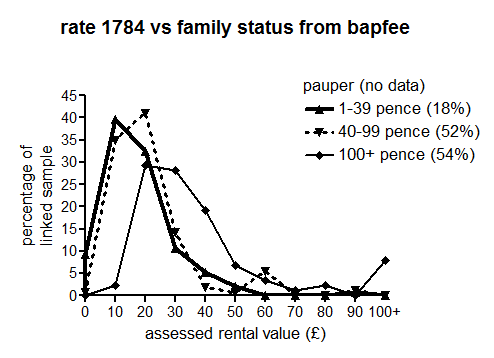 rate 1784 vs family status from bapfee
pauper (no data)
1-39 pence (18%)
40-99 pence (52%)
100+ pence (54%)
percentage of
linked sample
45
40
35
30
25
20
15
10
5
0
0 10 20 30 40 50 60 70 80 90 100+
assessed rental value (£)